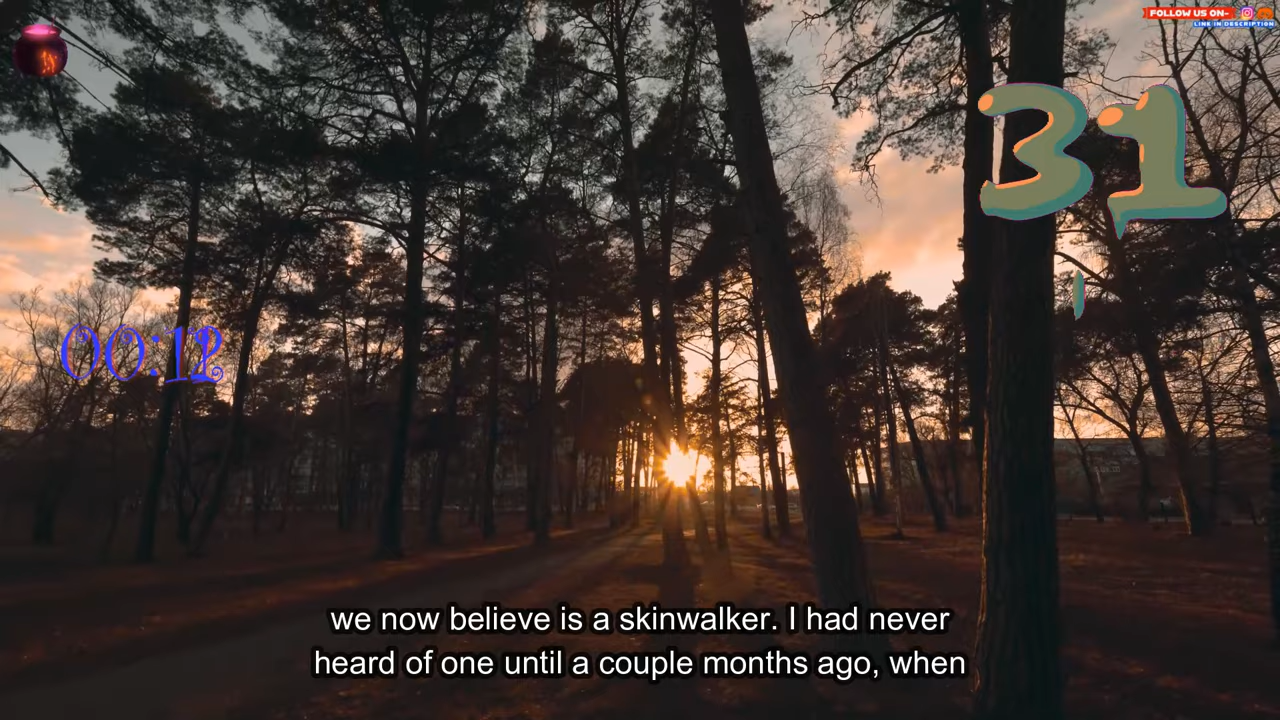 FOLLOW US ON-
LINK IN DESCRIPTION
31
00:12
we now believe is a skinwalker. I had never
heard of one until a couple months ago, when